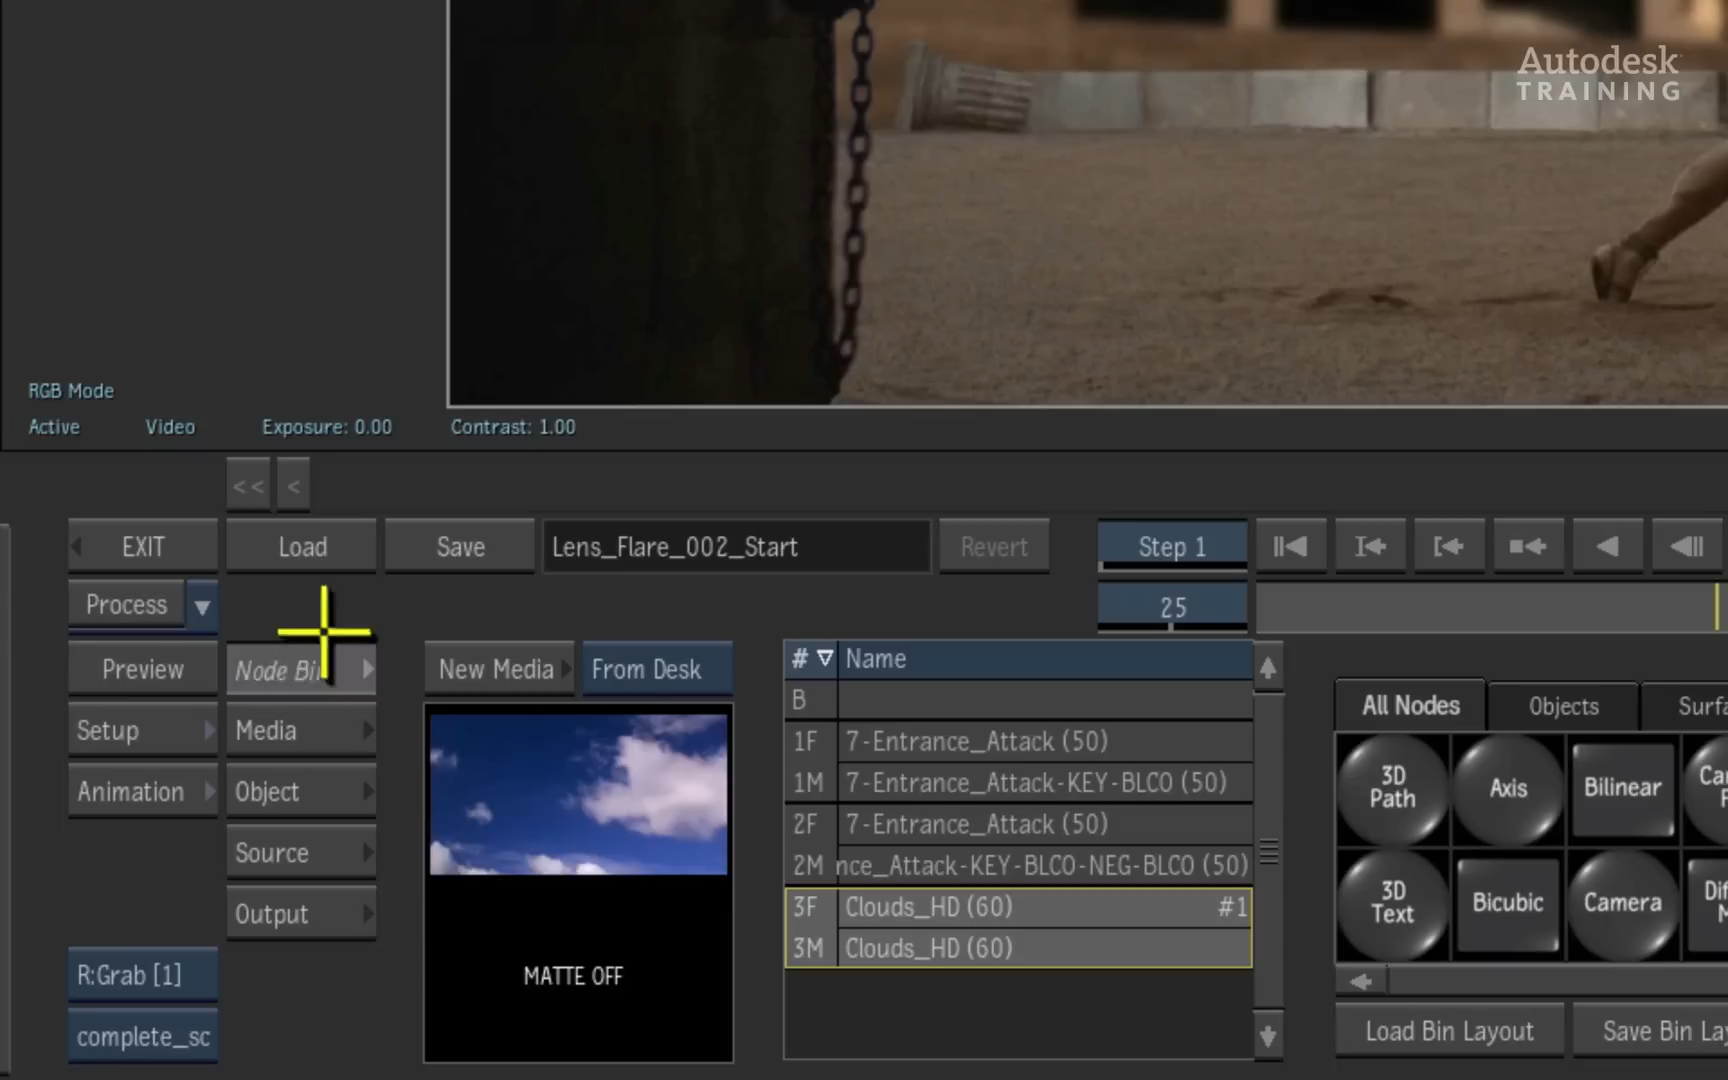 Autodesk
TRAINING
RGB Mode
Active Video Exposure: 0.00 Contrast: 1.00
<< <
EXIT Load Save Lens_Flare_002_Start Revert Step 1
Process 25
Preview Node Bi New Media From Desk # Name
B
Setup Media 1F 7-Entrance_Attack (50)
1M 7-Entrance_Attack-KEY-BLCO (50)
Animation Object 2F 7-Entrance_Attack (50)
Source 2M nce_Attack-KEY-BLCO-NEG-BLCO (50)
Output 3F Clouds_HD (60) #1
3M Clouds_HD (60)
MATTE OFF
R:Grab [1]
complete_sc
All Nodes Objects Surfa
3D Path Axis Bilinear
3D Text Bicubic Camera
Load Bin Layout Save Bin Lay